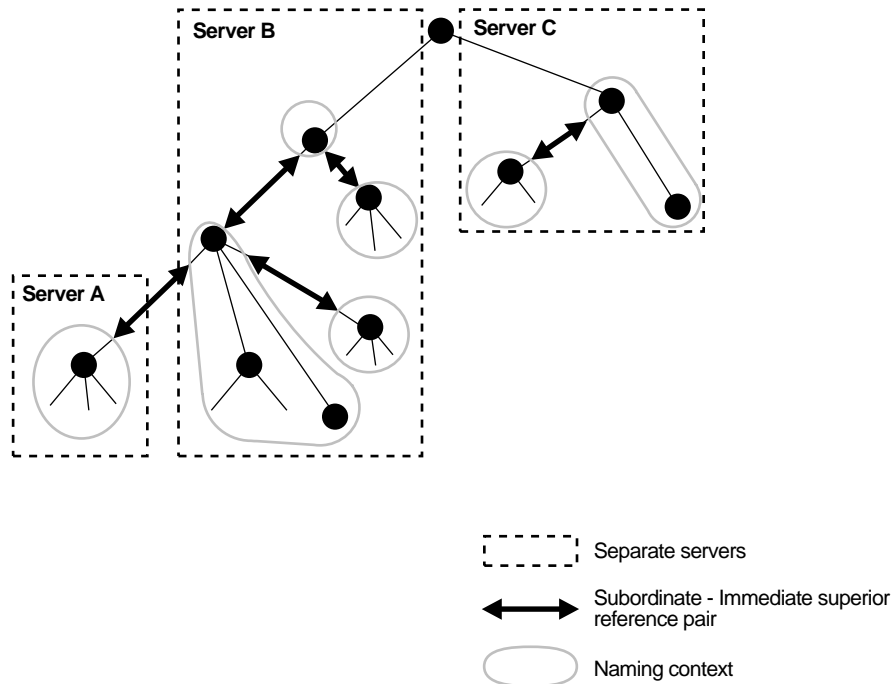 Server B
Server C
Server A
Separate servers
Subordinate - Immediate superior
reference pair
Naming context